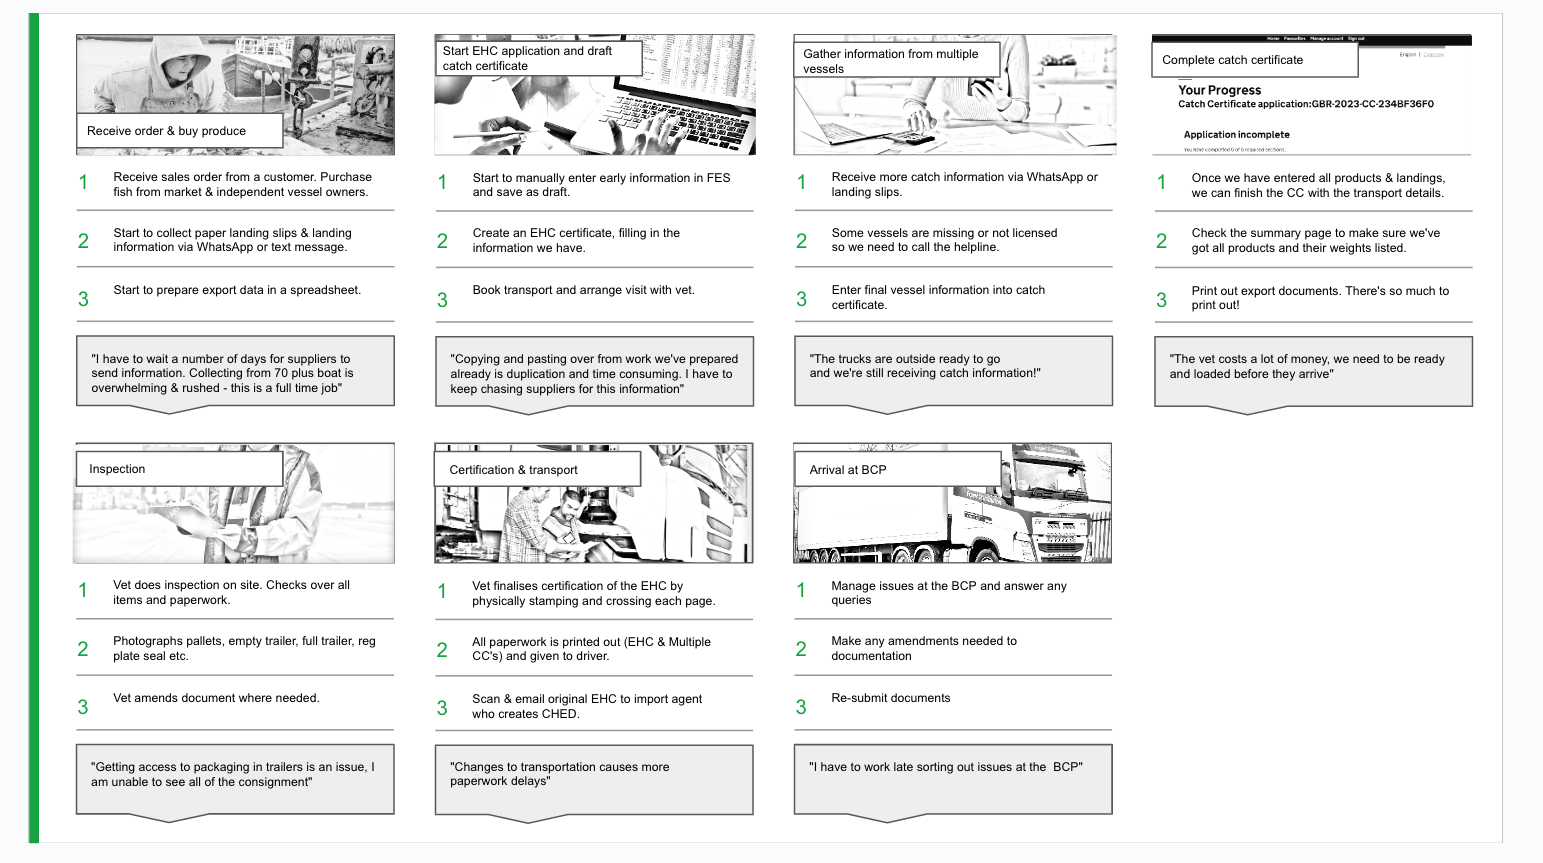 Receive order & buy produce
1
Receive sales order from a customer. Purchase
fish from market & independent vessel owners.
2
Start to collect paper landing slips & landing
information via WhatsApp or text message.
3
Start to prepare export data in a spreadsheet.
"I have to wait a number of days for suppliers to
send information. Collecting from 70 plus boat is
overwhelming & rushed - this is a full time job"
Start EHC application and draft
catch certificate
1
Start to manually enter early information in FES
and save as draft.
2
Create an EHC certificate, filling in the
information we have.
3
Book transport and arrange visit with vet.
"Copying and pasting over from work we've prepared
already is duplication and time consuming. I have to
keep chasing suppliers for this information"
Gather information from multiple
vessels
1
Receive more catch information via WhatsApp or
landing slips.
2
Some vessels are missing or not licensed
so we need to call the helpline.
3
Enter final vessel information into catch
certificate.
"The trucks are outside ready to go
and we're still receiving catch information!"
Home Favourites Manage account Sign out
English | Cymraeg
Complete catch certificate
Your Progress
Catch Certificate application:GBR-2023-CC-234BF36F0
Application incomplete
You have completed 0 of 6 required sections.
1
Once we have entered all products & landings,
we can finish the CC with the transport details.
2
Check the summary page to make sure we've
got all products and their weights listed.
3
Print out export documents. There's so much to
print out!
"The vet costs a lot of money, we need to be ready
and loaded before they arrive"
Inspection
1
Vet does inspection on site. Checks over all
items and paperwork.
2
Photographs pallets, empty trailer, full trailer, reg
plate seal etc.
3
Vet amends document where needed.
"Getting access to packaging in trailers is an issue, I
am unable to see all of the consignment"
Certification & transport
1
Vet finalises certification of the EHC by
physically stamping and crossing each page.
2
All paperwork is printed out (EHC & Multiple
CC's) and given to driver.
3
Scan & email original EHC to import agent
who creates CHED.
"Changes to transportation causes more
paperwork delays"
Arrival at BCP
1
Manage issues at the BCP and answer any
queries
2
Make any amendments needed to
documentation
3
Re-submit documents
"I have to work late sorting out issues at the  BCP"